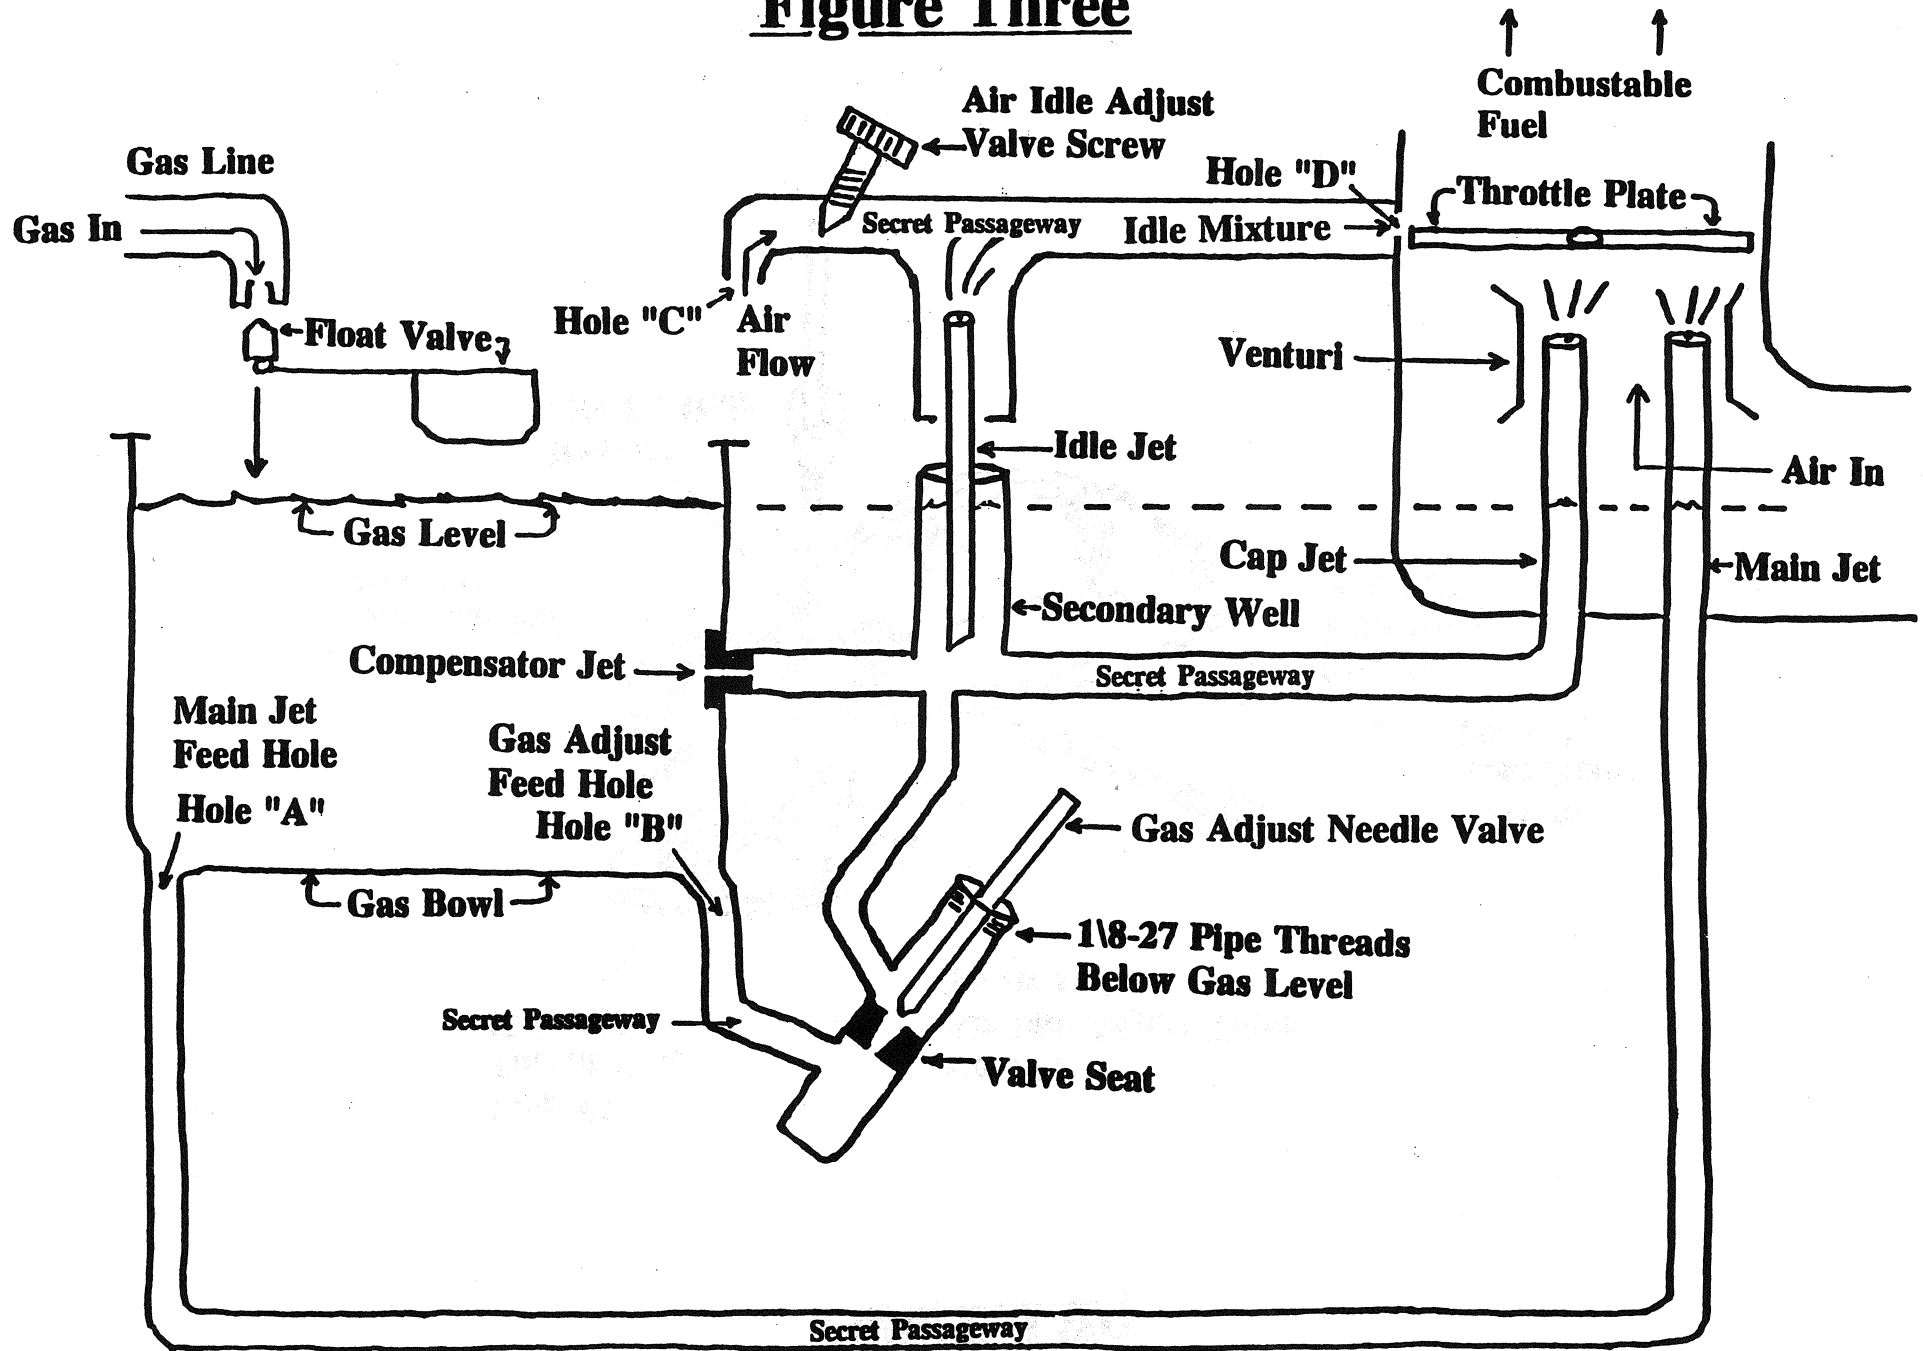 Figure Three
Combustable
Fuel
Air Idle Adjust
Valve Screw
Gas Line
Gas In
Hole "D"
Throttle Plate
Secret Passageway
Idle Mixture
Float Valve
Hole "C"
Air
Flow
Venturi
Idle Jet
Air In
Gas Level
Cap Jet
Main Jet
Secondary Well
Compensator Jet
Secret Passageway
Main Jet
Feed Hole
Hole "A"
Gas Adjust
Feed Hole
Hole "B"
Gas Adjust Needle Valve
Gas Bowl
1\8-27 Pipe Threads
Below Gas Level
Secret Passageway
Valve Seat
Secret Passageway